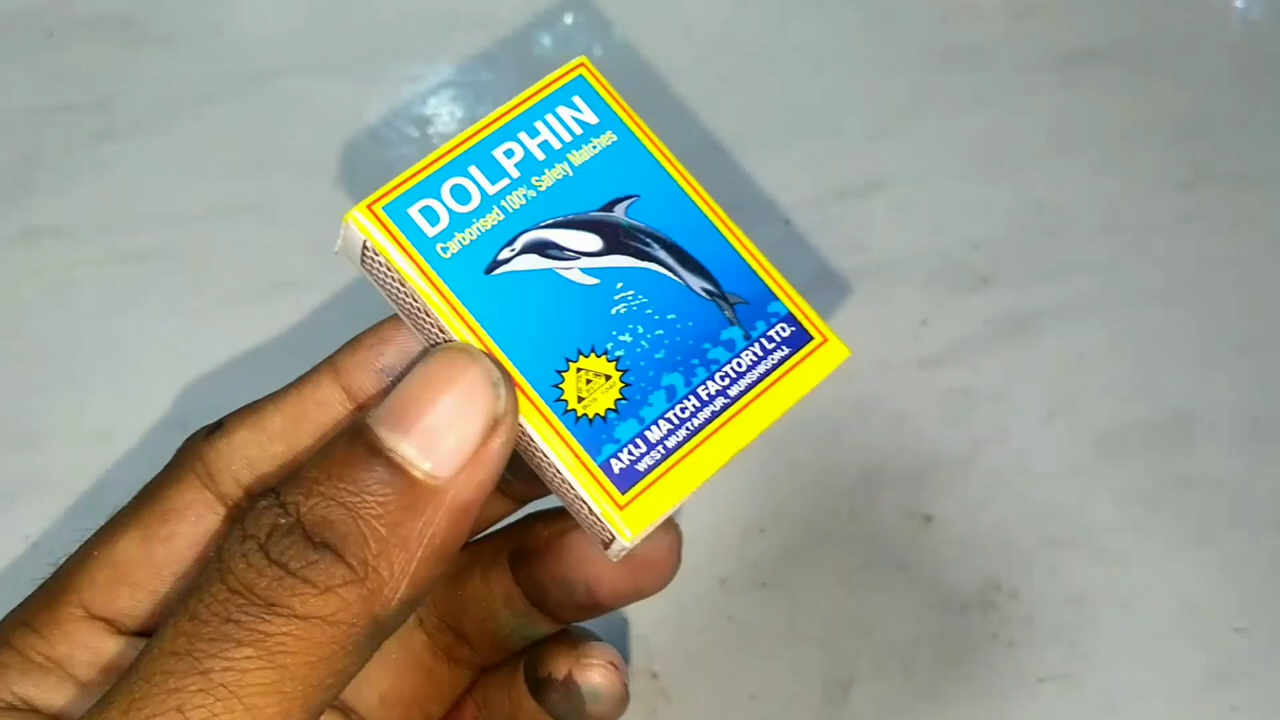 DOLPHIN
Carborised 100% Safety Matches
AKIJ MATCH FACTORY LTD.
WEST MUKTARPUR, MUNSHIGONJ.